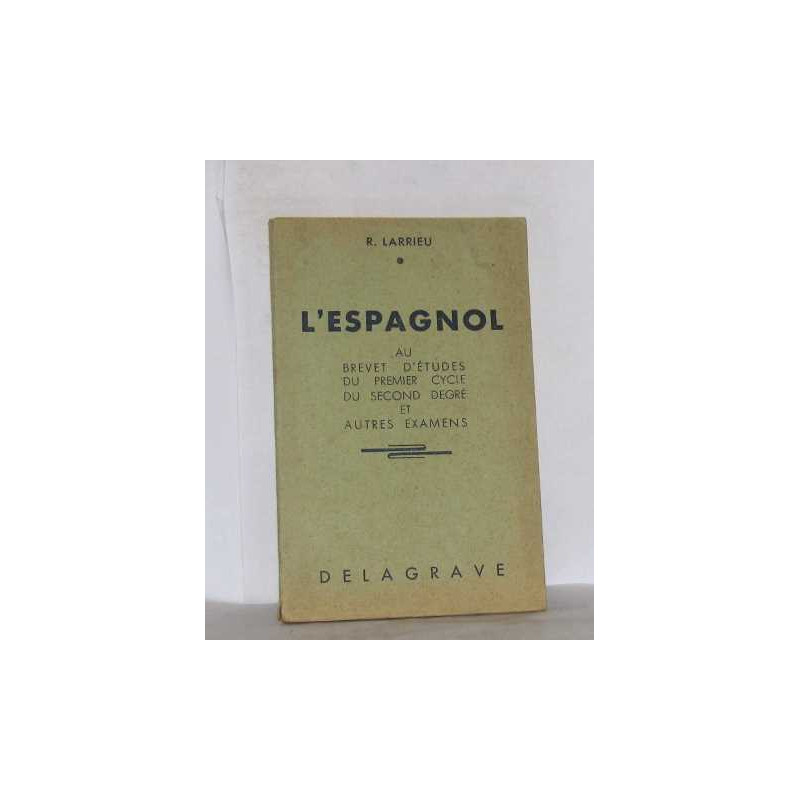 R. LARRIEU
L'ESPAGNOL
AU
BREVET D'ÉTUDES
DU PREMIER CYCLE
DU SECOND DEGRÉ
ET
AUTRES EXAMENS
DELAGRAVE